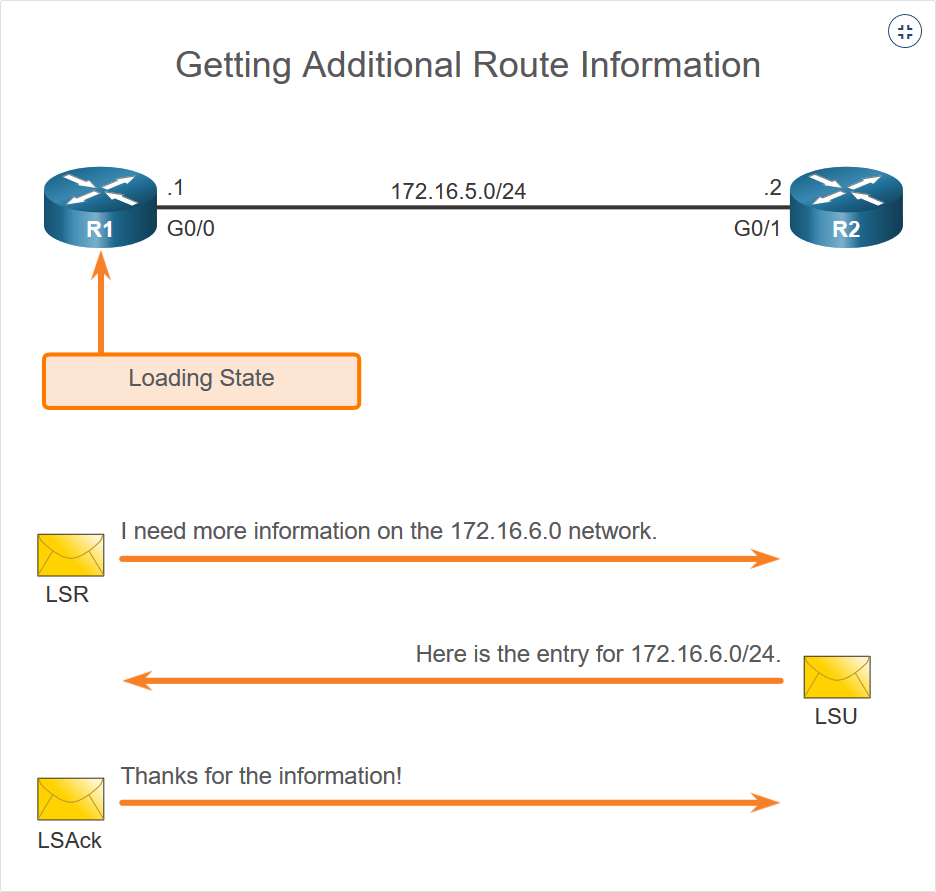 Getting Additional Route Information
.1
172.16.5.0/24
.2
R1
G0/0
G0/1
R2
Loading State
I need more information on the 172.16.6.0 network.
LSR
Here is the entry for 172.16.6.0/24.
LSU
Thanks for the information!
LSAck